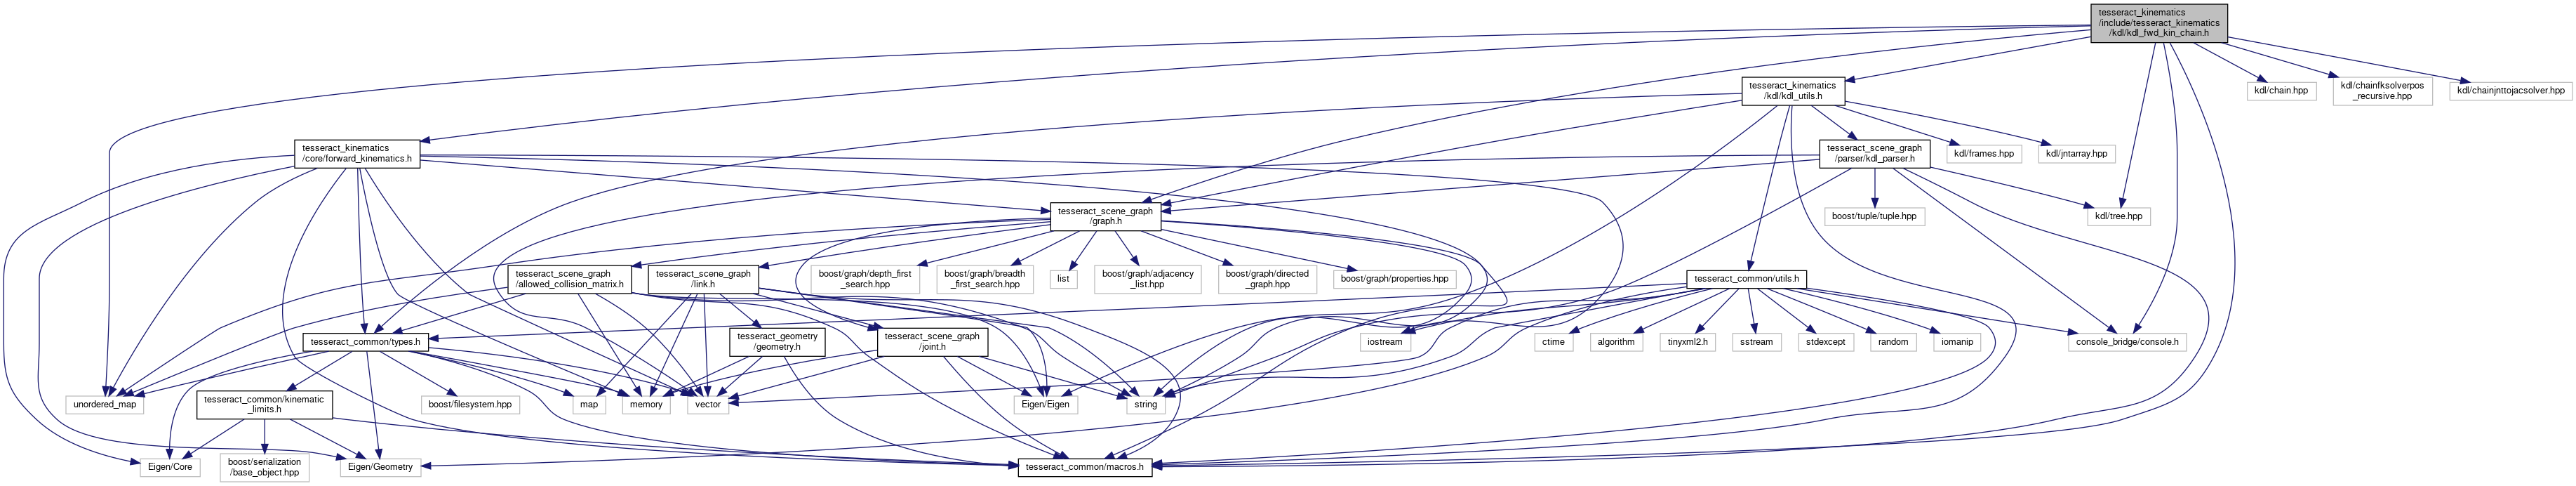 tesseract_kinematics
/include/tesseract_kinematics
/kdl/kdl_fwd_kin_chain.h
tesseract_kinematics
/kdl/kdl_utils.h
kdl/chain.hpp
kdl/chainfksolverpos
_recursive.hpp
kdl/chainjnttojacsolver.hpp
tesseract_kinematics
/core/forward_kinematics.h
tesseract_scene_graph
/parser/kdl_parser.h
kdl/frames.hpp
kdl/jntarray.hpp
tesseract_scene_graph
/graph.h
boost/tuple/tuple.hpp
kdl/tree.hpp
tesseract_scene_graph
/allowed_collision_matrix.h
tesseract_scene_graph
/link.h
boost/graph/depth_first
_search.hpp
boost/graph/breadth
_first_search.hpp
list
boost/graph/adjacency
_list.hpp
boost/graph/directed
_graph.hpp
boost/graph/properties.hpp
tesseract_common/utils.h
tesseract_common/types.h
tesseract_geometry
/geometry.h
tesseract_scene_graph
/joint.h
iostream
ctime
algorithm
tinyxml2.h
sstream
stdexcept
random
iomanip
console_bridge/console.h
unordered_map
tesseract_common/kinematic
_limits.h
boost/filesystem.hpp
map
memory
vector
Eigen/Eigen
string
Eigen/Core
boost/serialization
/base_object.hpp
Eigen/Geometry
tesseract_common/macros.h